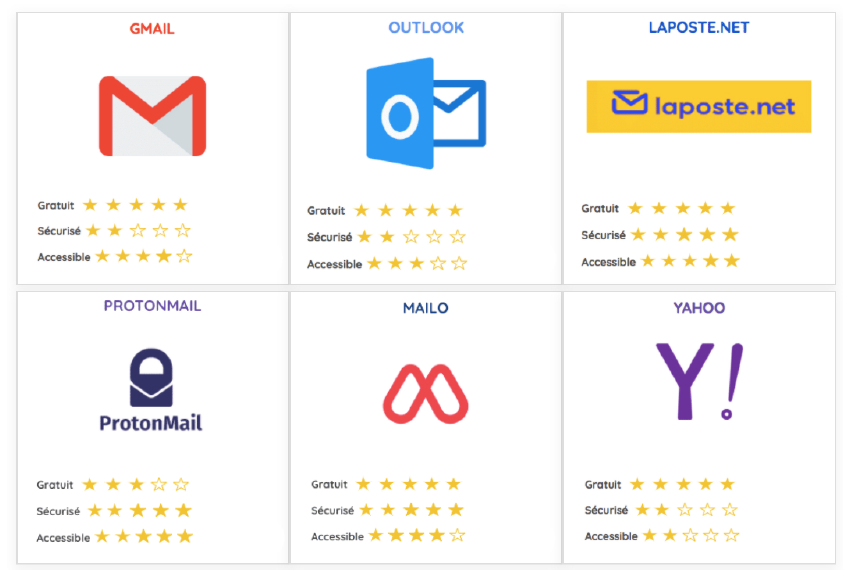 GMAIL
Gratuit ★ ★ ★ ★ ★
Sécurisé ★ ★ ☆ ☆ ☆
Accessible ★ ★ ★ ★ ☆
OUTLOOK
Gratuit ★ ★ ★ ★ ★
Sécurisé ★ ★ ☆ ☆ ☆
Accessible ★ ★ ★ ☆ ☆
LAPOSTE.NET
laposte.net
Gratuit ★ ★ ★ ★ ★
Sécurisé ★ ★ ★ ★ ★
Accessible ★ ★ ★ ★ ★
PROTONMAIL
ProtonMail
Gratuit ★ ★ ★ ☆ ☆
Sécurisé ★ ★ ★ ★ ★
Accessible ★ ★ ★ ★ ★
MAILO
Gratuit ★ ★ ★ ★ ★
Sécurisé ★ ★ ★ ★ ★
Accessible ★ ★ ★ ★ ☆
YAHOO
Y!
Gratuit ★ ★ ★ ★ ★
Sécurisé ★ ★ ☆ ☆ ☆
Accessible ★ ★ ☆ ☆ ☆